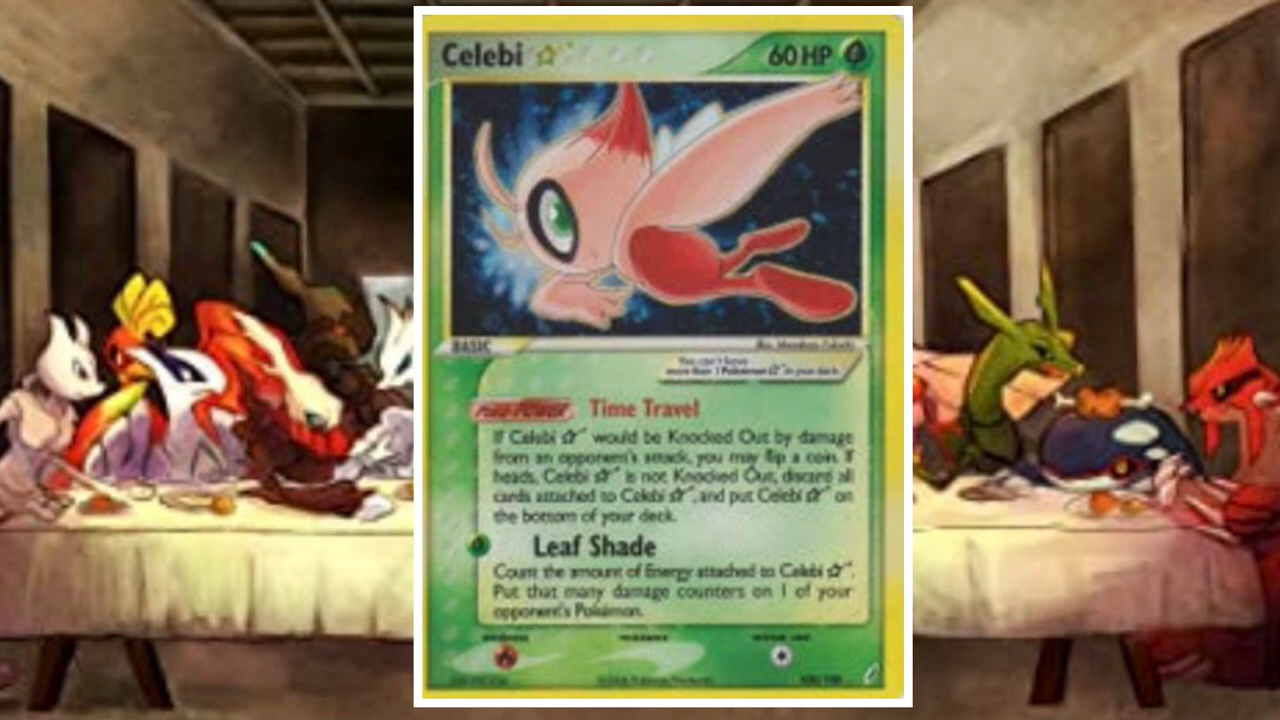 Celebi ☆ 60 HP
BASIC
You can't have
more than 1 Pokémon ☆ in your deck.
POKé-POWER Time Travel
If Celebi ☆ would be Knocked Out by damage
from an opponent's attack, you may flip a coin. If
heads, Celebi ☆ is not Knocked Out, discard all
cards attached to Celebi ☆, and put Celebi ☆ on
the bottom of your deck.
Leaf Shade
Count the amount of Energy attached to Celebi ☆.
Put that many damage counters on 1 of your
opponent's Pokémon.
weakness resistance retreat cost